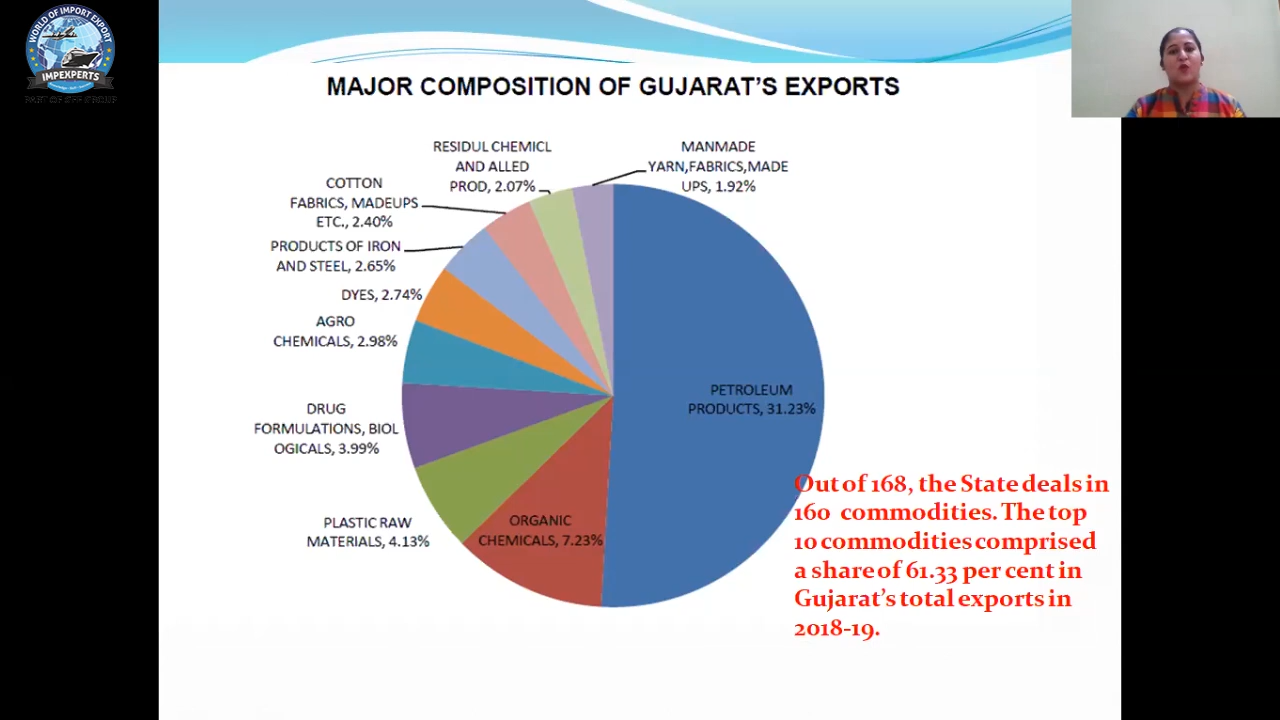 WORLD OF IMPORT EXPORT
IMPEXPERTS
MAJOR COMPOSITION OF GUJARAT'S EXPORTS
RESIDUL CHEMICL
AND ALLED
PROD, 2.07%
MANMADE
YARN,FABRICS,MADE
UPS, 1.92%
COTTON
FABRICS, MADEUPS
ETC., 2.40%
PRODUCTS OF IRON
AND STEEL, 2.65%
DYES, 2.74%
AGRO
CHEMICALS, 2.98%
DRUG
FORMULATIONS, BIOL
OGICALS, 3.99%
PLASTIC RAW
MATERIALS, 4.13%
ORGANIC
CHEMICALS, 7.23%
PETROLEUM
PRODUCTS, 31.23%
Out of 168, the State deals in
160 commodities. The top
10 commodities comprised
a share of 61.33 per cent in
Gujarat's total exports in
2018-19.